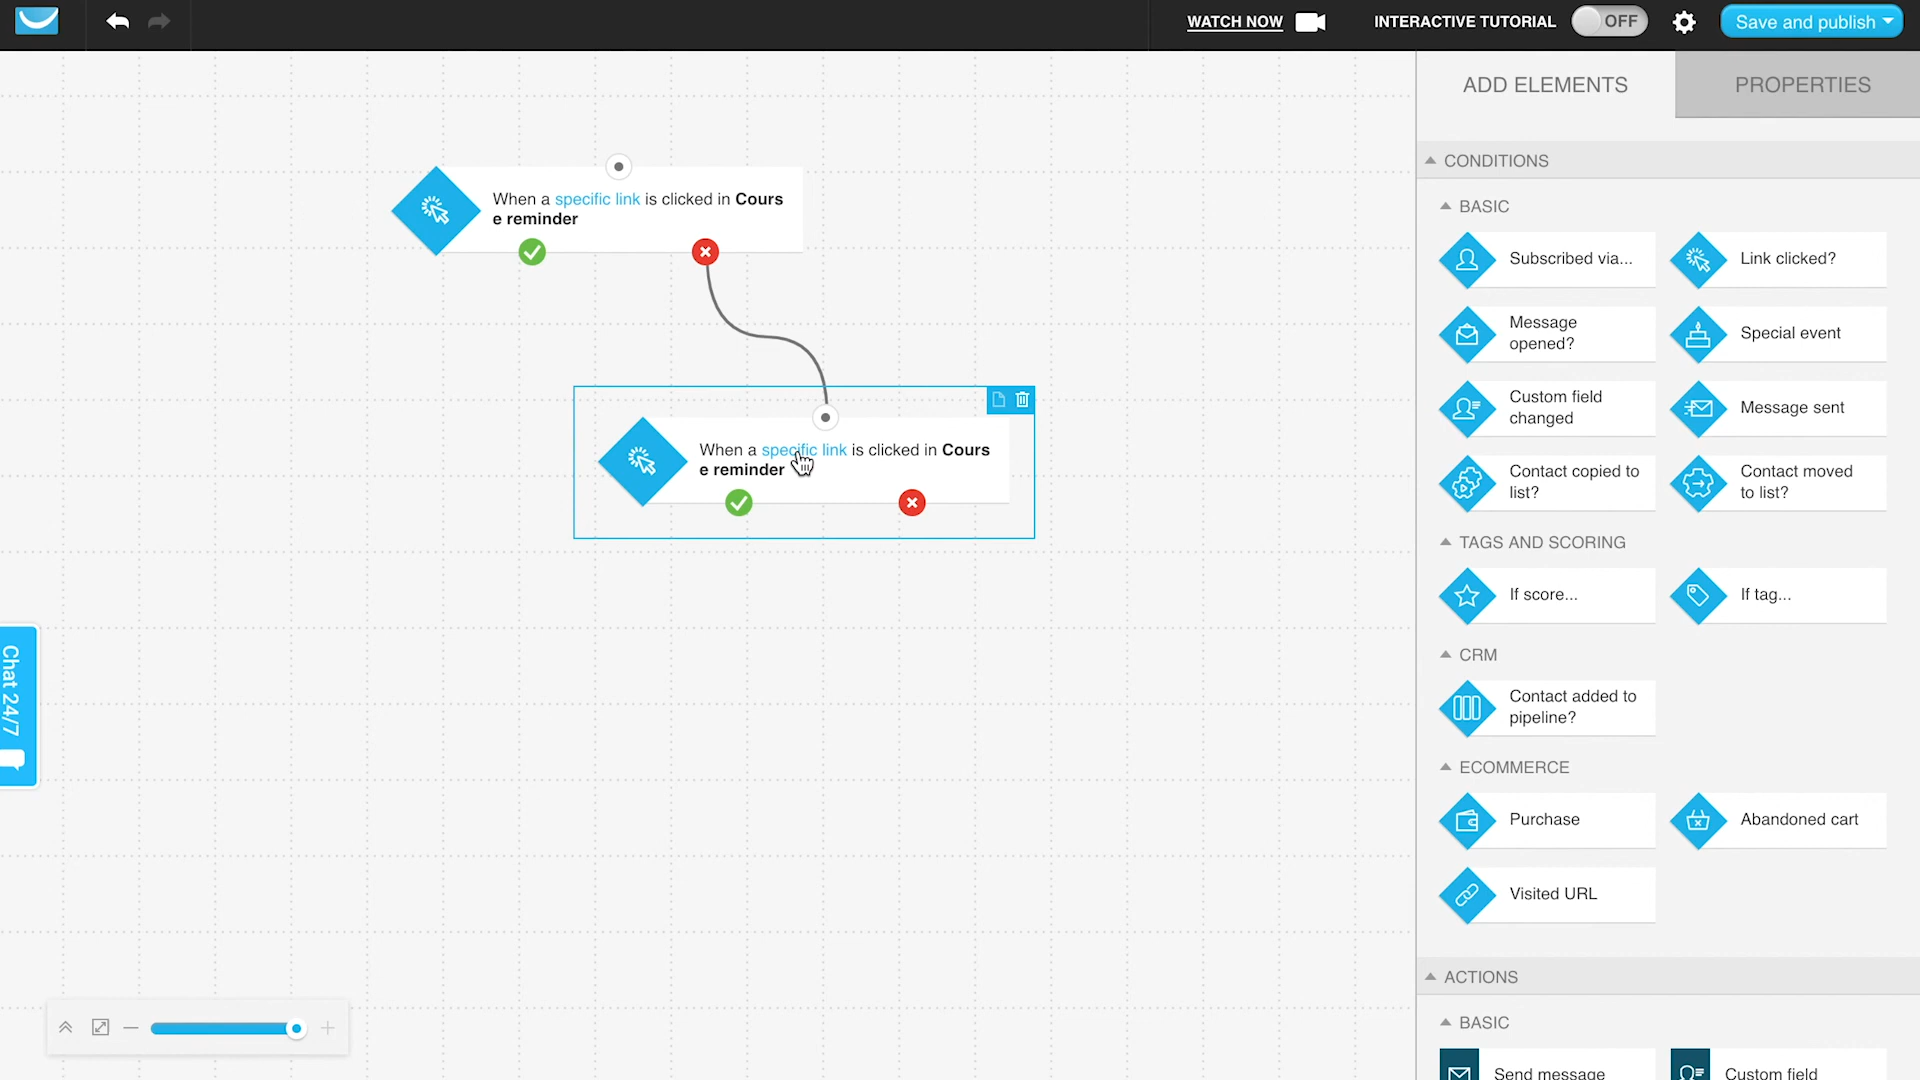 WATCH NOW
INTERACTIVE TUTORIAL
OFF
Save and publish
ADD ELEMENTS
PROPERTIES
CONDITIONS
BASIC
Subscribed via...
Link clicked?
Message
opened?
Special event
Custom field
changed
Message sent
Contact copied to
list?
Contact moved
to list?
TAGS AND SCORING
If score...
If tag...
CRM
Contact added to
pipeline?
ECOMMERCE
Purchase
Abandoned cart
Visited URL
ACTIONS
BASIC
Send message
Custom field
When a specific link is clicked in Cours
e reminder
When a specific link is clicked in Cours
e reminder
Chat 24/7